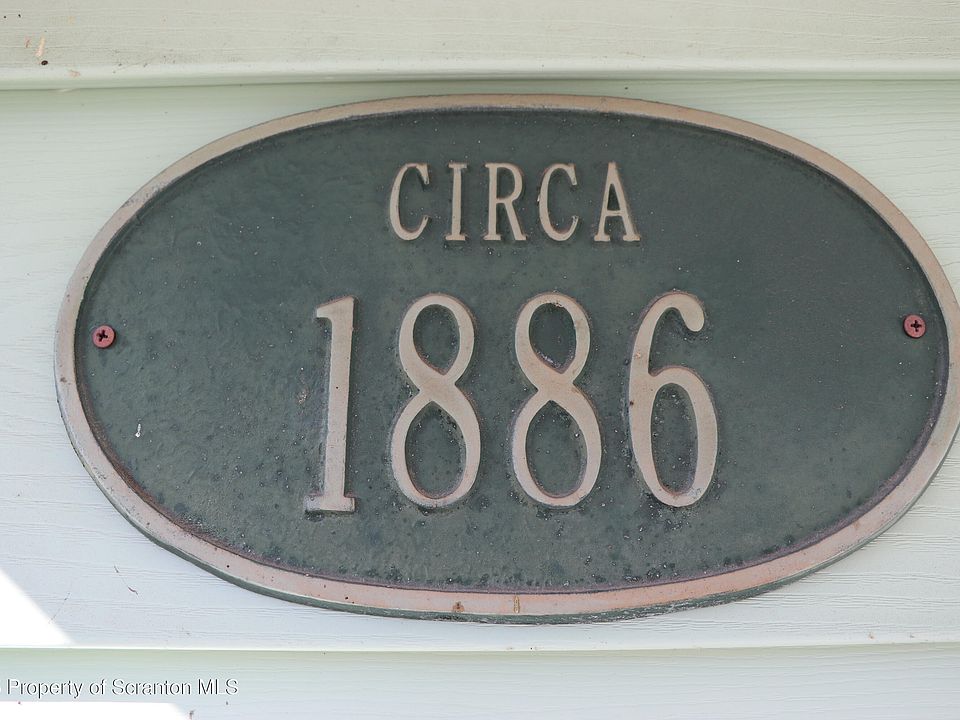 CIRCA
1886
Property of Scranton MLS